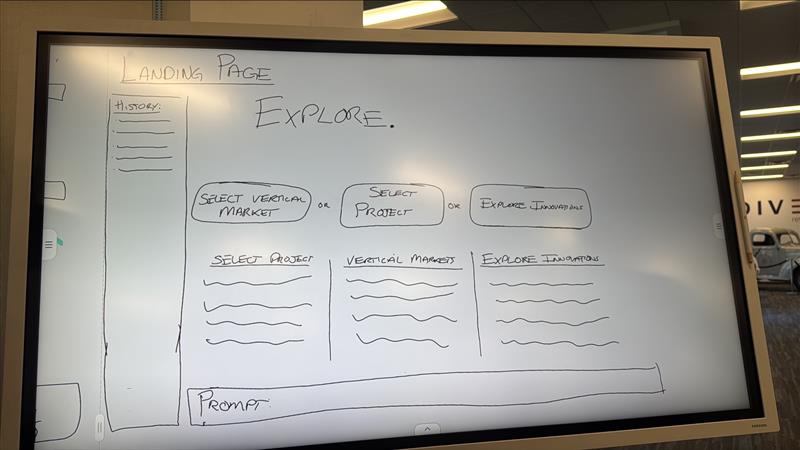 LANDING PAGE
HISTORY:
EXPLORE.
SELECT VERTICAL
MARKET
OR
SELECT
PROJECT
OR
EXPLORE INNOVATIONS
SELECT PROJECT
VERTICAL MARKETS
EXPLORE INNOVATIONS
PROMPT:
DIVE
SAMSUNG